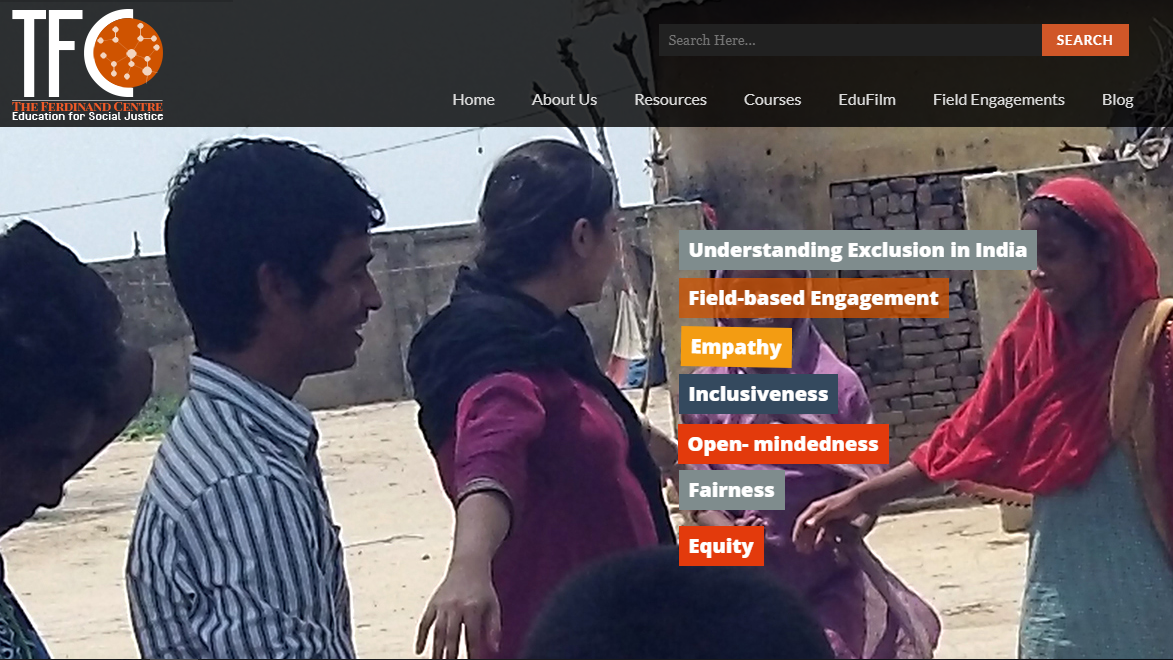 TFC
THE FERDINAND CENTRE
Education for Social Justice
Search Here...
SEARCH
Home
About Us
Resources
Courses
EduFilm
Field Engagements
Blog
Understanding Exclusion in India
Field-based Engagement
Empathy
Inclusiveness
Open- mindedness
Fairness
Equity